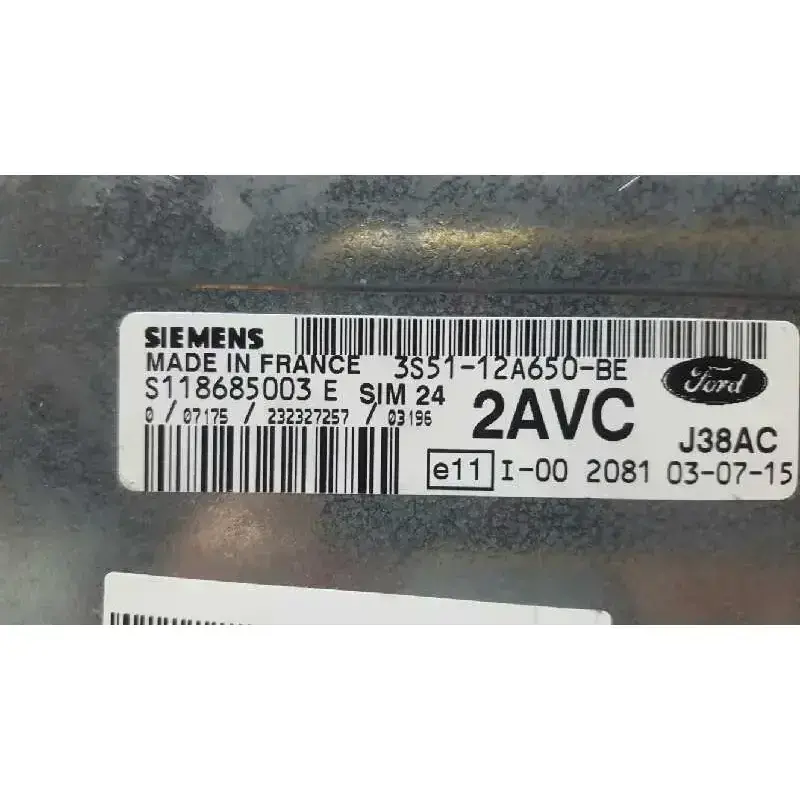 SIEMENS
MADE IN FRANCE 3S51-12A650-BE
S118685003 E SIM 24 2AVC Ford
0 / 07175 / 232327257 / 03196 J38AC
e11 I-00 2081 03-07-15